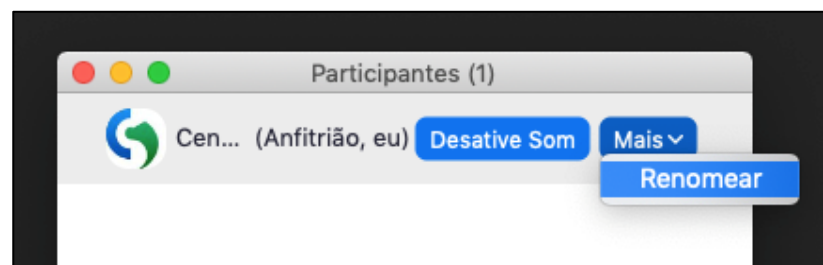 Participantes (1)
Cen... (Anfitrião, eu) Desative Som Mais
Renomear